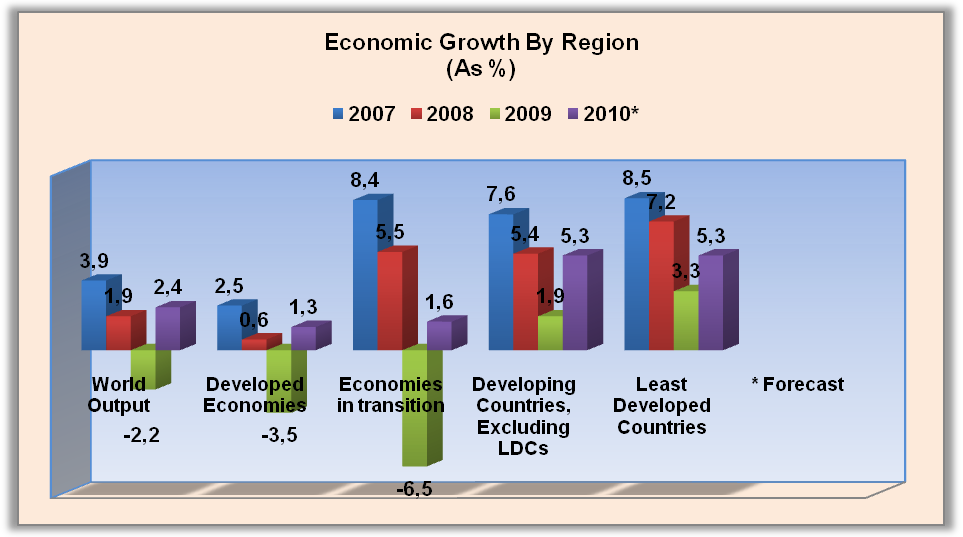 Economic Growth By Region
(As %)
2007 2008 2009 2010*
8,4 7,6 8,5
7,2
5,5 5,4 5,3 5,3
3,9 1,9 2,4 2,5 0,6 1,3 1,6 1,9 3,3
World
Output
Developed
Economies
Economies
in transition
Developing
Countries,
Excluding
LDCs
Least
Developed
Countries
* Forecast
-2,2 -3,5
-6,5